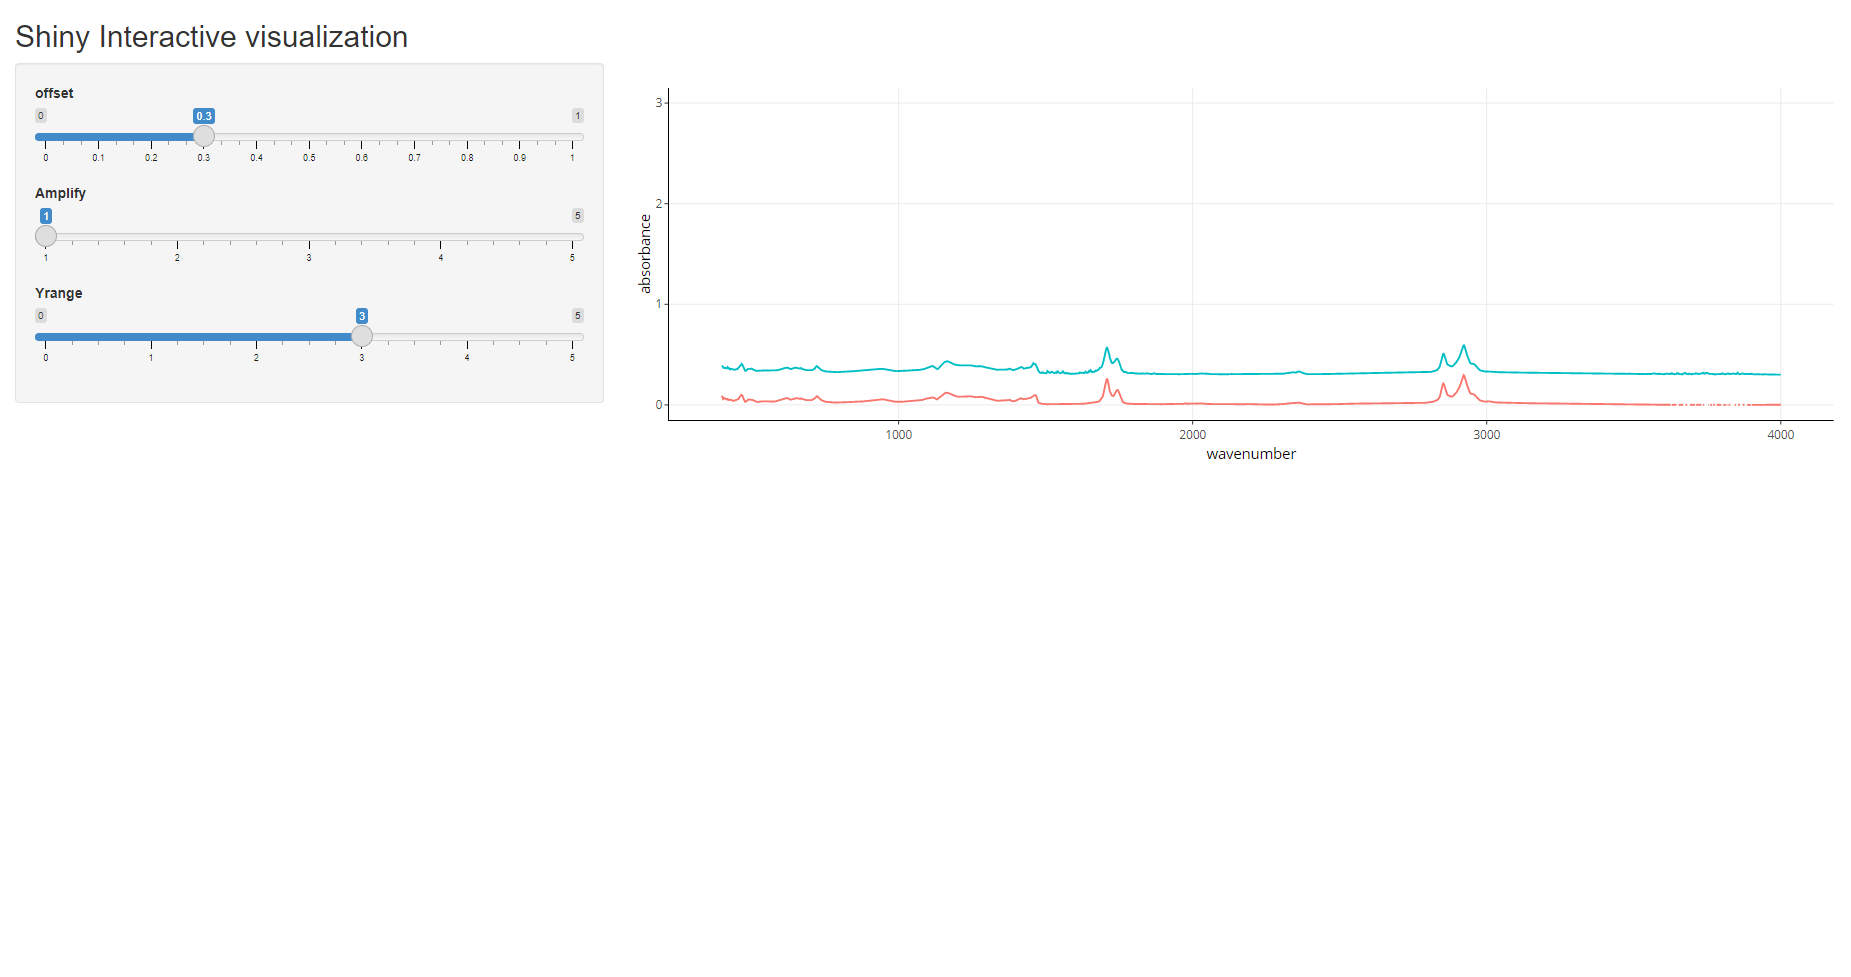 Shiny Interactive visualization
offset
0 0.3 1
0 0.1 0.2 0.3 0.4 0.5 0.6 0.7 0.8 0.9 1
Amplify
1 5
1 2 3 4 5
Yrange
0 3 5
0 1 2 3 4 5
absorbance
3
2
1
0
1000 2000 3000 4000
wavenumber